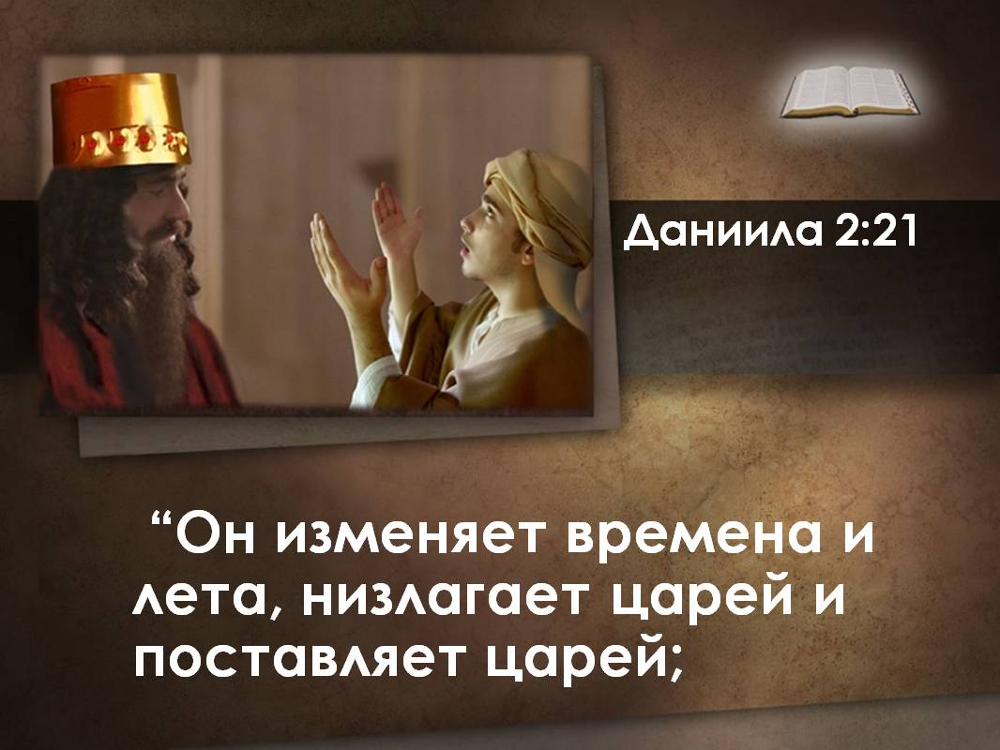 Даниила 2:21
“Он изменяет времена и
лета, низлагает царей и
поставляет царей;